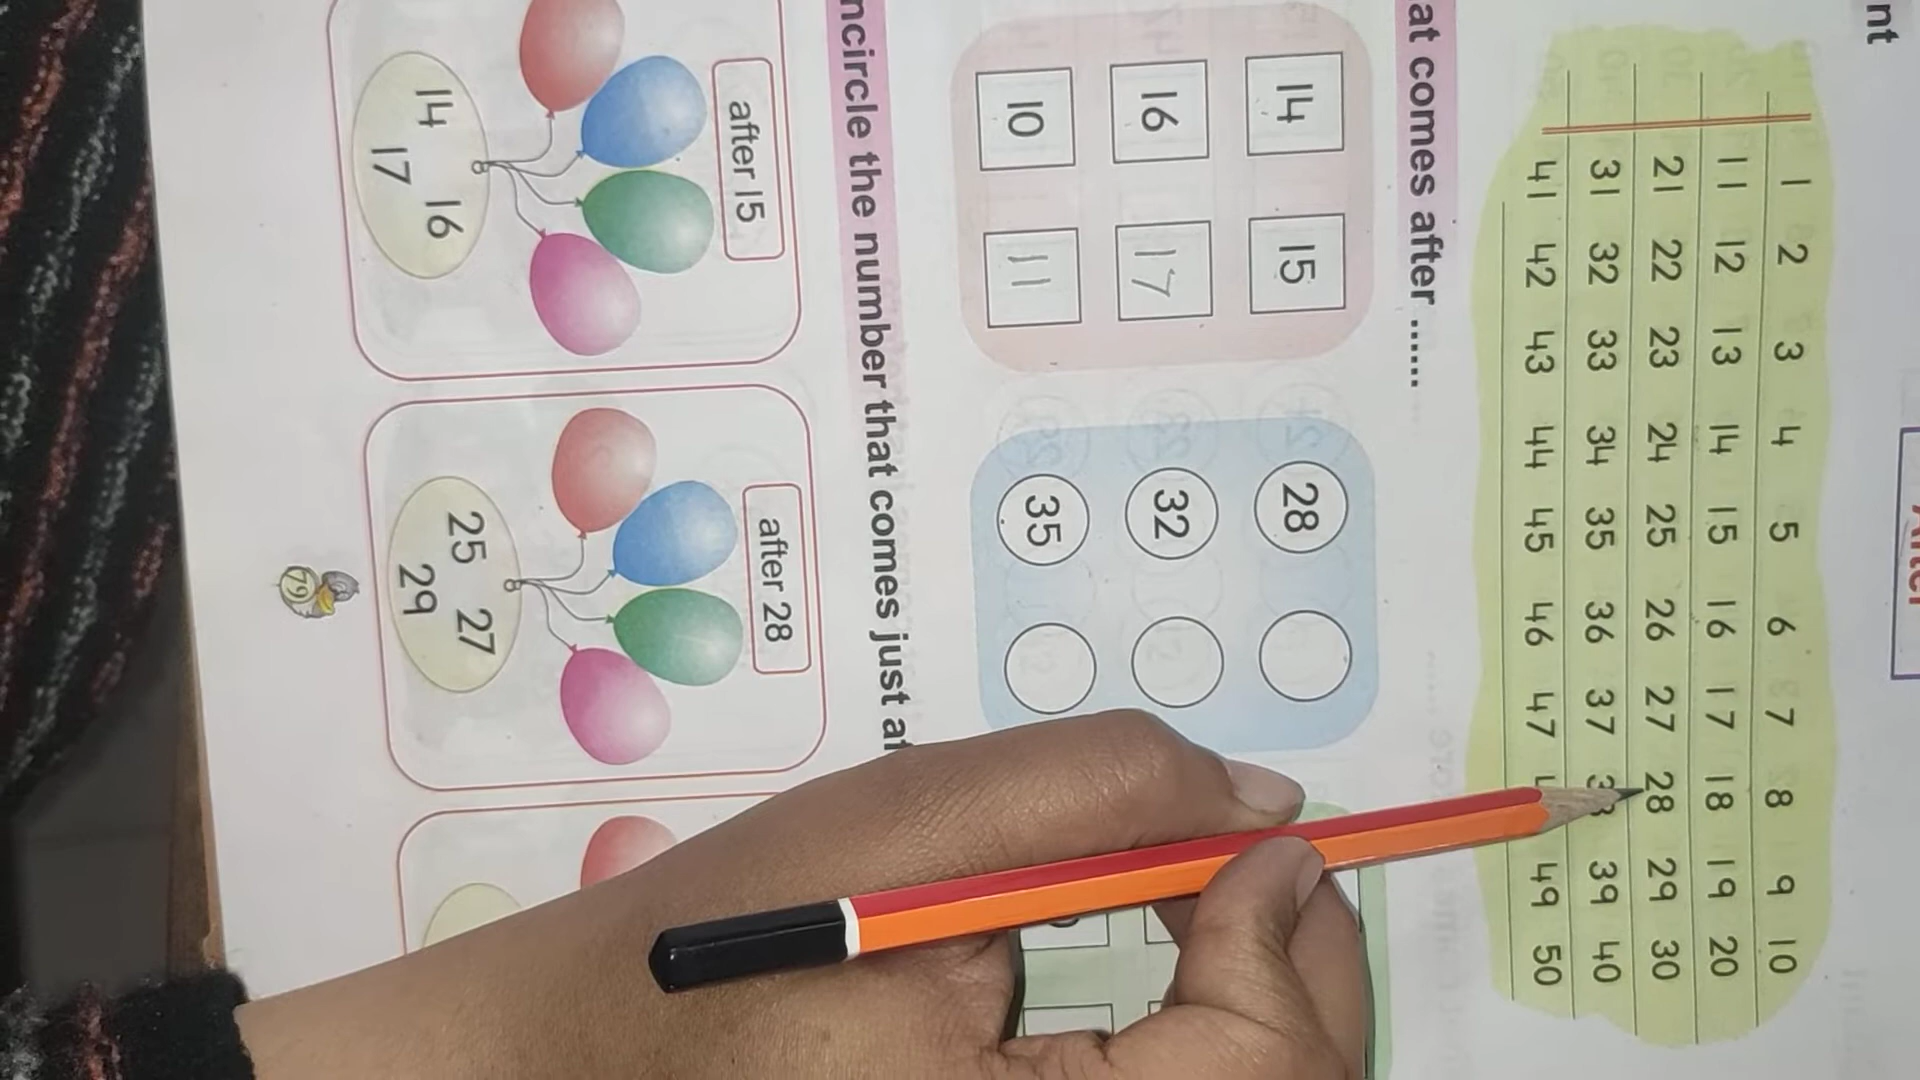 nt
After
1 2 3 4 5 6 7 8 9 10
11 12 13 14 15 16 17 18 19 20
21 22 23 24 25 26 27 28 29 30
31 32 33 34 35 36 37 38 39 40
41 42 43 44 45 46 47 49 50
at comes after ......
14 15 28
16 17 32
10 11 35
ncircle the number that comes just af
after 15 after 28
14 16 25 27
17 29
79